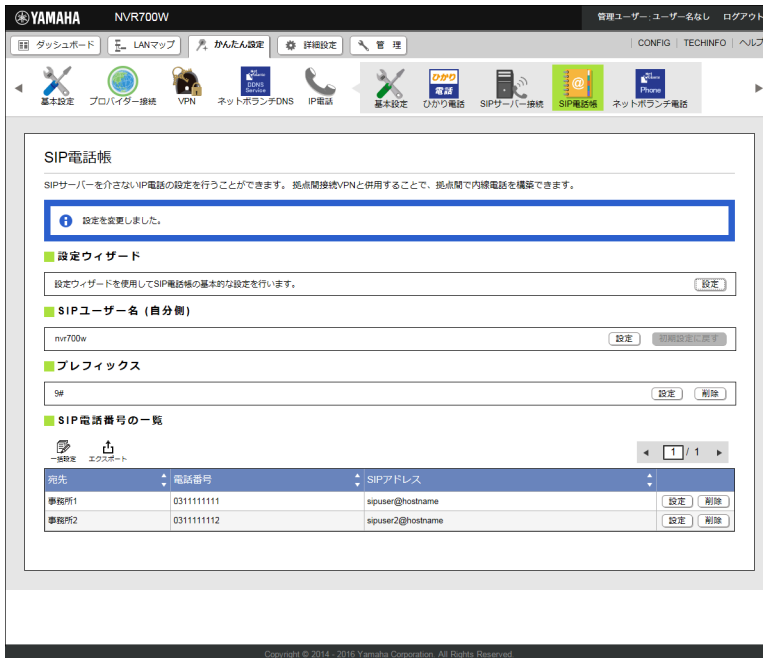 YAMAHA NVR700W 管理ユーザー:ユーザー名なし ログアウト
ダッシュボード LANマップ かんたん設定 詳細設定 管 理 CONFIG TECHINFO ヘルプ
基本設定 プロバイダー接続 VPN ネットボランチDNS IP電話 基本設定 ひかり電話 SIPサーバー接続 SIP電話帳 ネットボランチ電話
SIP電話帳
SIPサーバーを介さないIP電話の設定を行うことができます。 拠点間接続VPNと併用することで、拠点間で内線電話を構築できます。
設定を変更しました。
設定ウィザード
設定ウィザードを使用してSIP電話帳の基本的な設定を行います。 設定
SIPユーザー名 (自分側)
nvr700w 設定 初期設定に戻す
プレフィックス
9# 設定 削除
SIP電話番号の一覧
一括設定 エクスポート 1 / 1
宛先 電話番号 SIPアドレス
事務所1 0311111111 sipuser@hostname 設定 削除
事務所2 0311111112 sipuser2@hostname 設定 削除
Copyright © 2014 - 2016 Yamaha Corporation. All Rights Reserved.